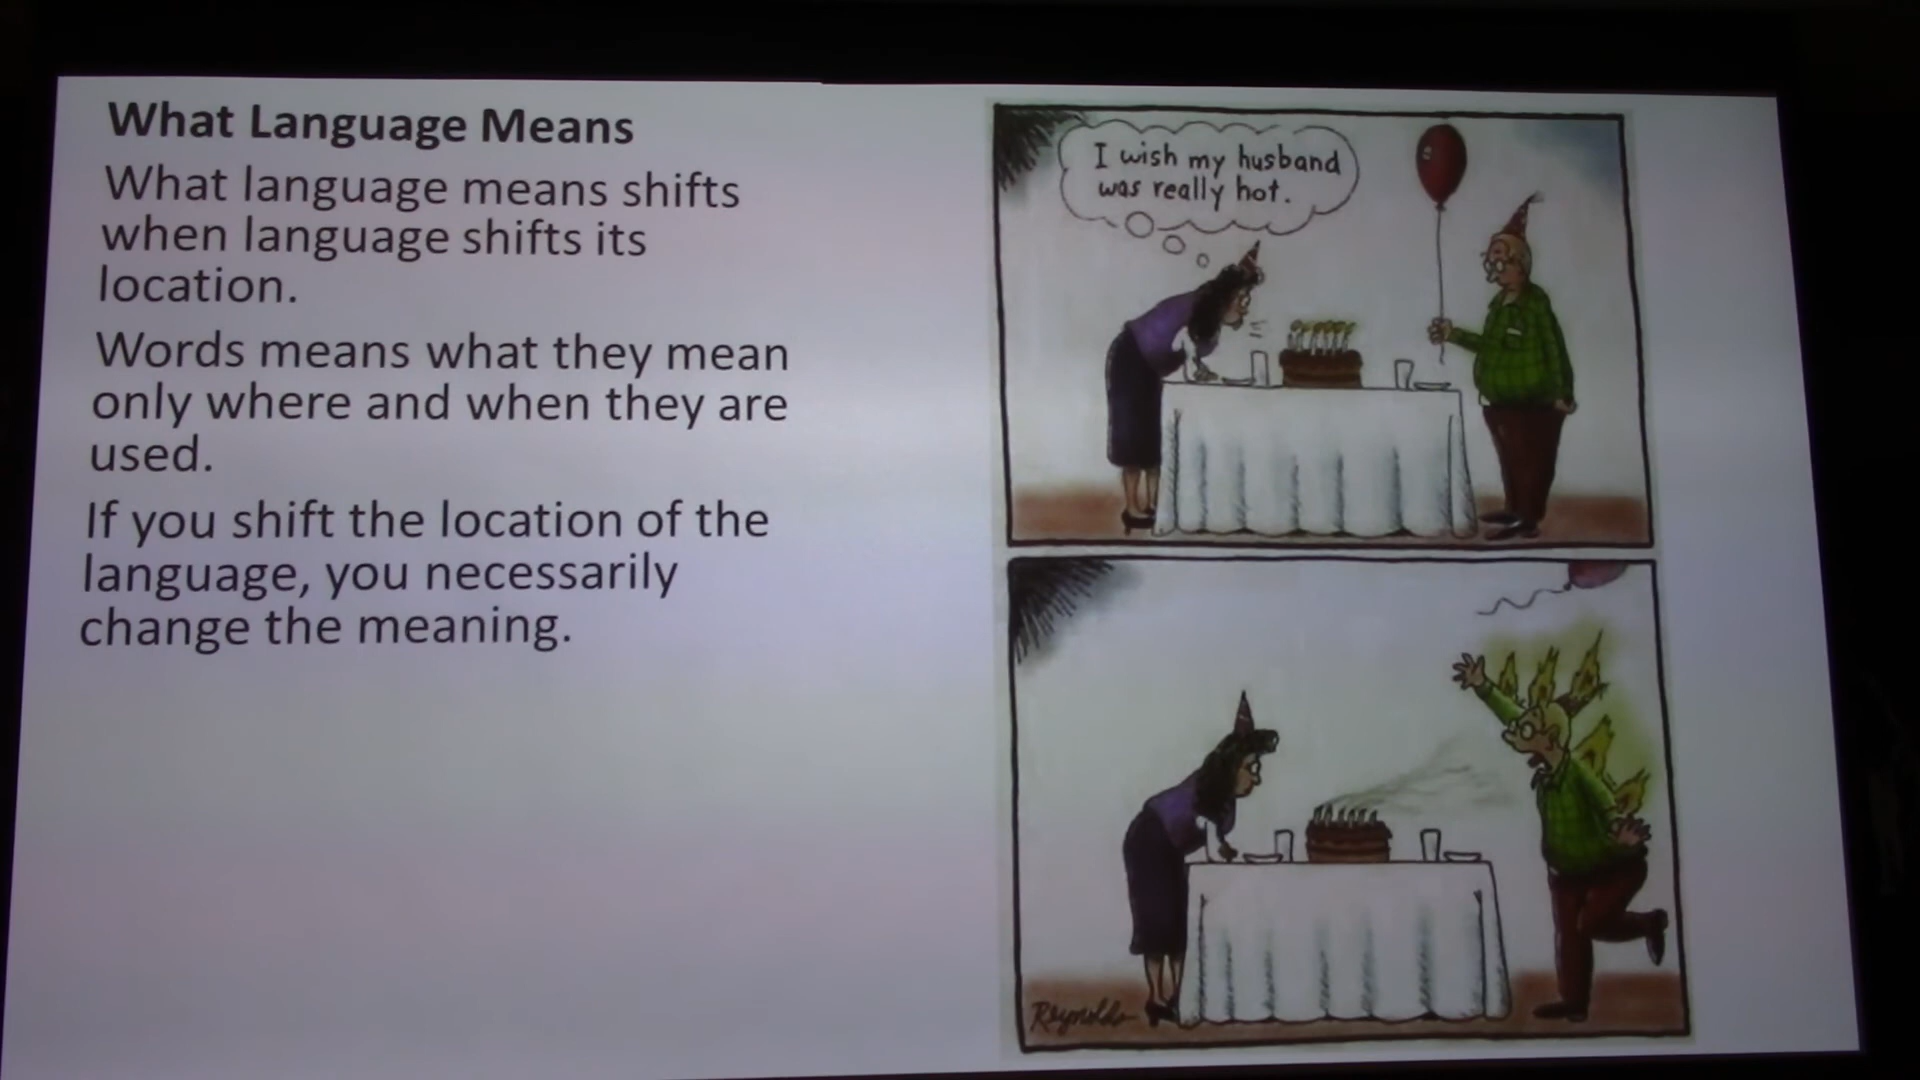 What Language Means
What language means shifts
when language shifts its
location.
Words means what they mean
only where and when they are
used.
If you shift the location of the
language, you necessarily
change the meaning.
I wish my husband
was really hot.
Reynolds